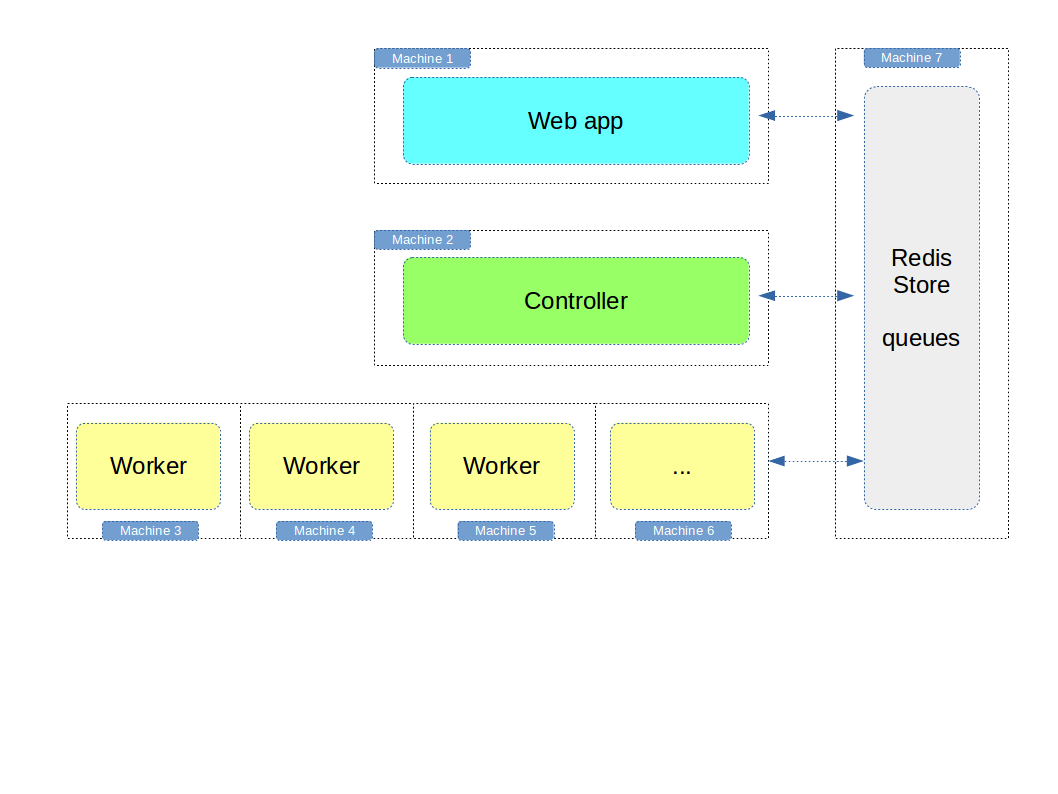 Machine 1
Web app
Machine 7
Machine 2
Controller
Redis
Store
queues
Worker
Worker
Worker
...
Machine 3
Machine 4
Machine 5
Machine 6